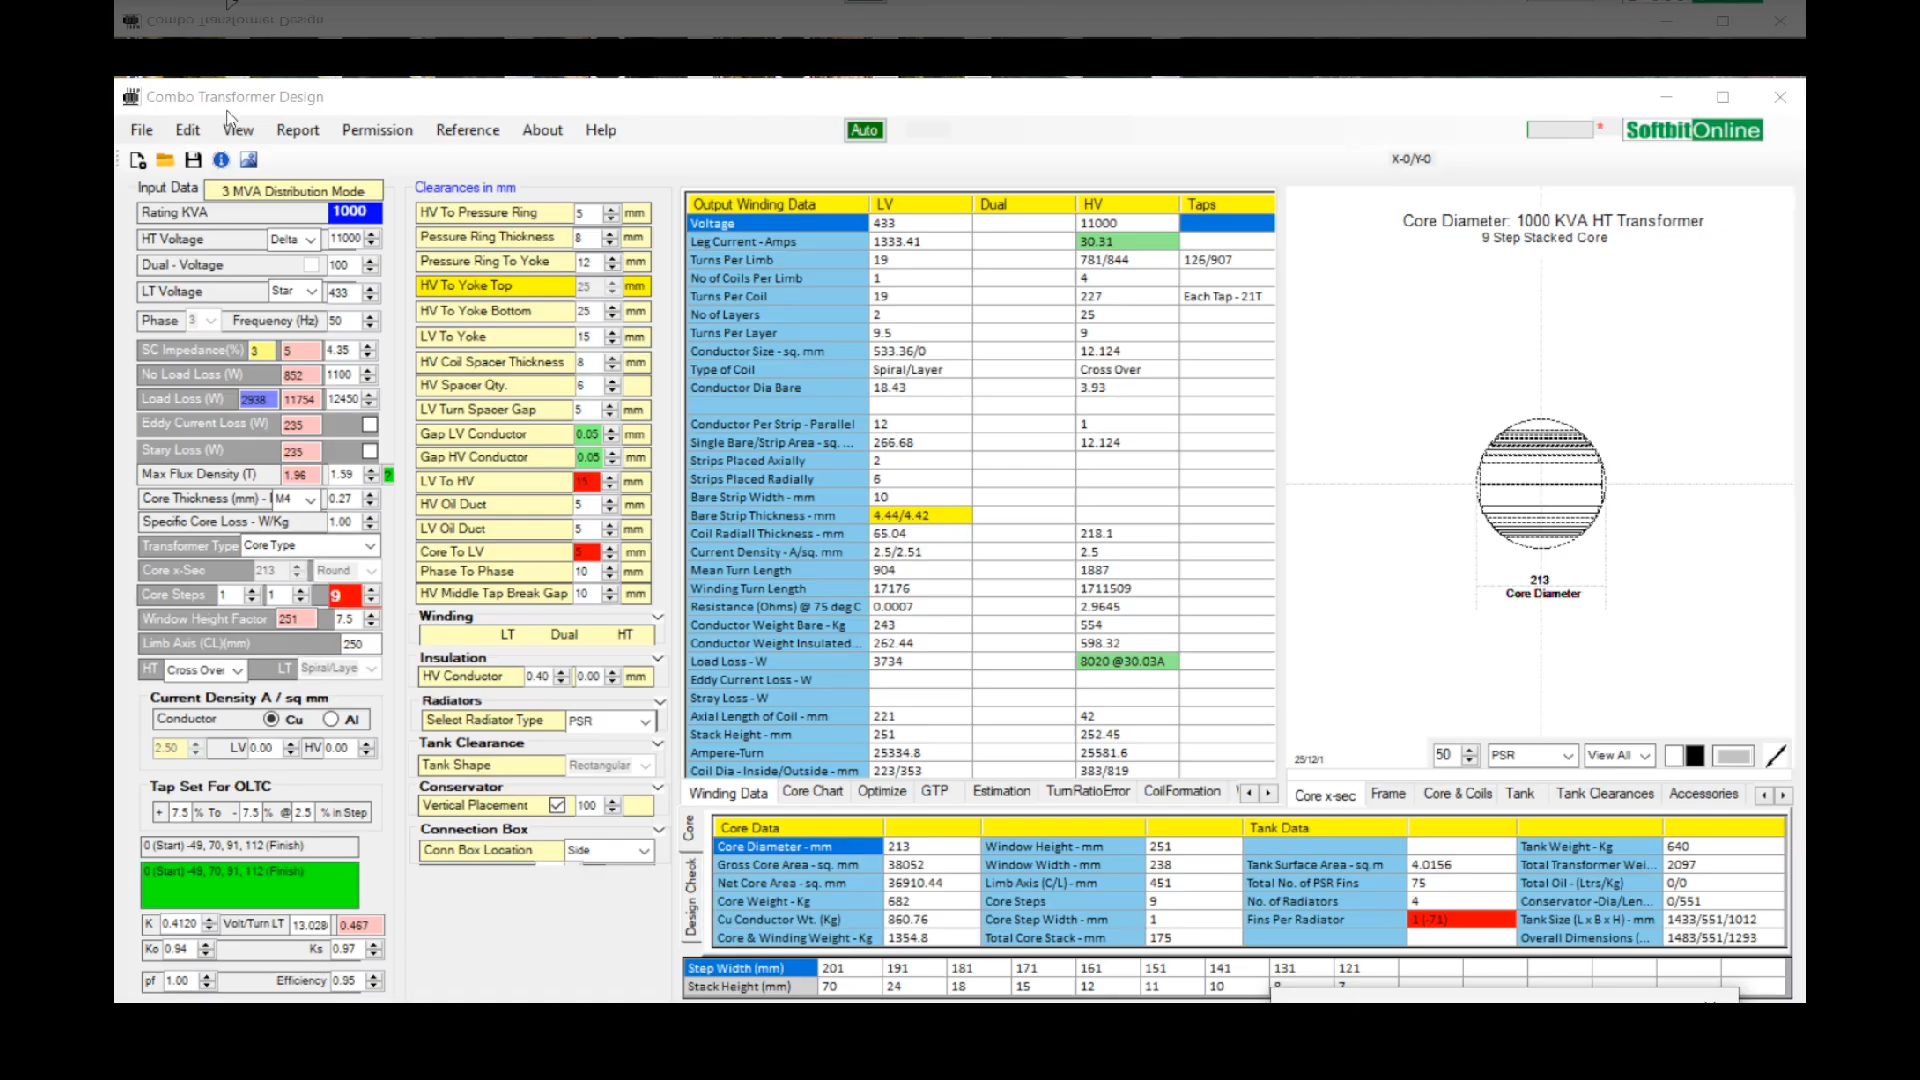 Combo Transformer Design
Combo Transformer Design
File Edit View Report Permission Reference About Help
Auto
SoftbitOnline
X-0/Y-0
Input Data 3 MVA Distribution Mode
Rating KVA 1000
HT Voltage Delta 11000
Dual - Voltage 100
LT Voltage Star 433
Phase 3 Frequency (Hz) 50
SC Impedance(%) 3 5 4.35
No Load Loss (W) 852 1100
Load Loss (W) 2938 11754 12450
Eddy Current Loss (W) 235
Stary Loss (W) 235
Max Flux Density (T) 1.96 1.59 ?
Core Thickness (mm) - M4 0.27
Specific Core Loss - W/Kg 1.00
Transformer Type Core Type
Core x-Sec 213 Round
Core Steps 1 1 9
Window Height Factor 251 7.5
Limb Axis (CL)(mm) 250
HT Cross Over LT Spiral/Laye
Current Density A / sq mm
Conductor Cu Al
2.50 LV 0.00 HV 0.00
Tap Set For OLTC
+ 7.5 % To - 7.5 % @ 2.5 % in Step
0 (Start) -49, 70, 91, 112 (Finish)
0 (Start) -49, 70, 91, 112 (Finish)
K 0.4120 Volt/Turn LT 13.028 0.467
Ko 0.94 Ks 0.97
pf 1.00 Efficiency 0.95
Clearances in mm
HV To Pressure Ring 5 mm
Pessure Ring Thickness 8 mm
Pressure Ring To Yoke 12 mm
HV To Yoke Top 25 mm
HV To Yoke Bottom 25 mm
LV To Yoke 15 mm
HV Coil Spacer Thickness 8 mm
HV Spacer Qty. 6
LV Turn Spacer Gap 5 mm
Gap LV Conductor 0.05 mm
Gap HV Conductor 0.05 mm
LV To HV 15 mm
HV Oil Duct 5 mm
LV Oil Duct 5 mm
Core To LV 5 mm
Phase To Phase 10 mm
HV Middle Tap Break Gap 10 mm
Winding
LT Dual HT
Insulation
HV Conductor 0.40 0.00 mm
Radiators
Select Radiator Type PSR
Tank Clearance
Tank Shape Rectangular
Conservator
Vertical Placement 100
Connection Box
Conn Box Location Side
Output Winding Data LV Dual HV Taps
Voltage 433 11000
Leg Current - Amps 1333.41 30.31
Turns Per Limb 19 781/844 126/907
No of Coils Per Limb 1 4
Turns Per Coil 19 227 Each Tap - 21T
No of Layers 2 25
Turns Per Layer 9.5 9
Conductor Size - sq. mm 533.36/0 12.124
Type of Coil Spiral/Layer Cross Over
Conductor Dia Bare 18.43 3.93
Conductor Per Strip - Parallel 12 1
Single Bare/Strip Area - sq. ... 266.68 12.124
Strips Placed Axially 2
Strips Placed Radially 6
Bare Strip Width - mm 10
Bare Strip Thickness - mm 4.44/4.42
Coil Radiall Thickness - mm 65.04 218.1
Current Density - A/sq. mm 2.5/2.51 2.5
Mean Turn Length 904 1887
Winding Turn Length 17176 1711509
Resistance (Ohms) @ 75 deg C 0.0007 2.9645
Conductor Weight Bare - Kg 243 554
Conductor Weight Insulated... 262.44 598.32
Load Loss - W 3734 8020 @30.03A
Eddy Current Loss - W
Stray Loss - W
Axial Length of Coil - mm 221 42
Stack Height - mm 251 252.45
Ampere-Turn 25334.8 25581.6
Coil Dia - Inside/Outside - mm 223/353 383/819
Winding Data Core Chart Optimize GTP Estimation TurnRatioError CoilFormation
Core Diameter: 1000 KVA HT Transformer
9 Step Stacked Core
213
Core Diameter
25/12/1
50 PSR View All
Core x-sec Frame Core & Coils Tank Tank Clearances Accessories
Core
Design Check
Core Data Tank Data
Core Diameter - mm 213 Window Height - mm 251 Tank Weight - Kg 640
Gross Core Area - sq. mm 38052 Window Width - mm 238 Tank Surface Area - sq.m 4.0156 Total Transformer Wei... 2097
Net Core Area - sq. mm 36910.44 Limb Axis (C/L) - mm 451 Total No. of PSR Fins 75 Total Oil - (Ltrs/Kg) 0/0
Core Weight - Kg 682 Core Steps 9 No. of Radiators 4 Conservator -Dia/Len... 0/551
Cu Conductor Wt. (Kg) 860.76 Core Step Width - mm 1 Fins Per Radiator 1 (-71) Tank Size (L x B x H) - mm 1433/551/1012
Core & Winding Weight - Kg 1354.8 Total Core Stack - mm 175 Overall Dimensions (... 1483/551/1293
Step Width (mm) 201 191 181 171 161 151 141 131 121
Stack Height (mm) 70 24 18 15 12 11 10